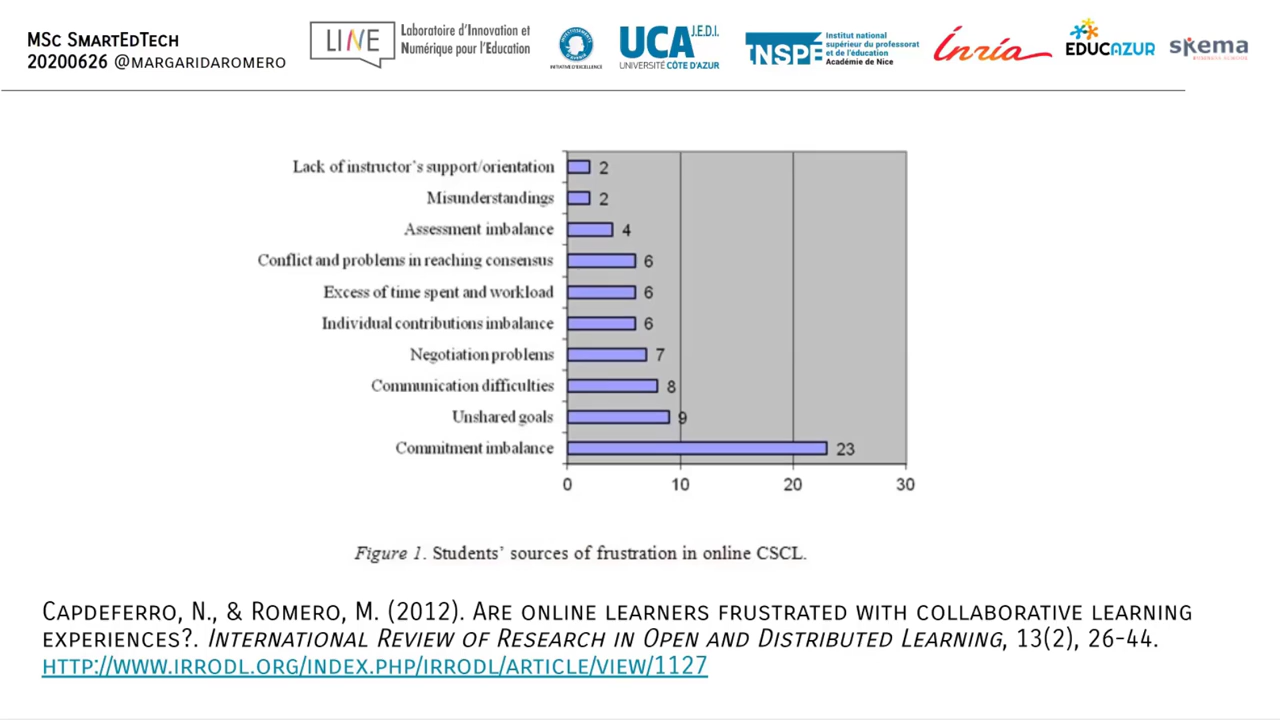 MSc SmartEdTech
20200626 @margaridaromero
LINE
Laboratoire d'Innovation et
Numérique pour l'Éducation
INITIATIVE D'EXCELLENCE
UCA J.E.D.I.
UNIVERSITÉ CÔTE D'AZUR
INSPÉ
Institut national
supérieur du professorat
et de l'éducation
Académie de Nice
Inria
EDUCAZUR
skema
BUSINESS SCHOOL
Lack of instructor's support/orientation 2
Misunderstandings 2
Assessment imbalance 4
Conflict and problems in reaching consensus 6
Excess of time spent and workload 6
Individual contributions imbalance 6
Negotiation problems 7
Communication difficulties 8
Unshared goals 9
Commitment imbalance 23
0 10 20 30
Figure 1. Students' sources of frustration in online CSCL.
Capdeferro, N., & Romero, M. (2012). Are online learners frustrated with collaborative learning
experiences?. International Review of Research in Open and Distributed Learning, 13(2), 26-44.
http://www.irrodl.org/index.php/irrodl/article/view/1127